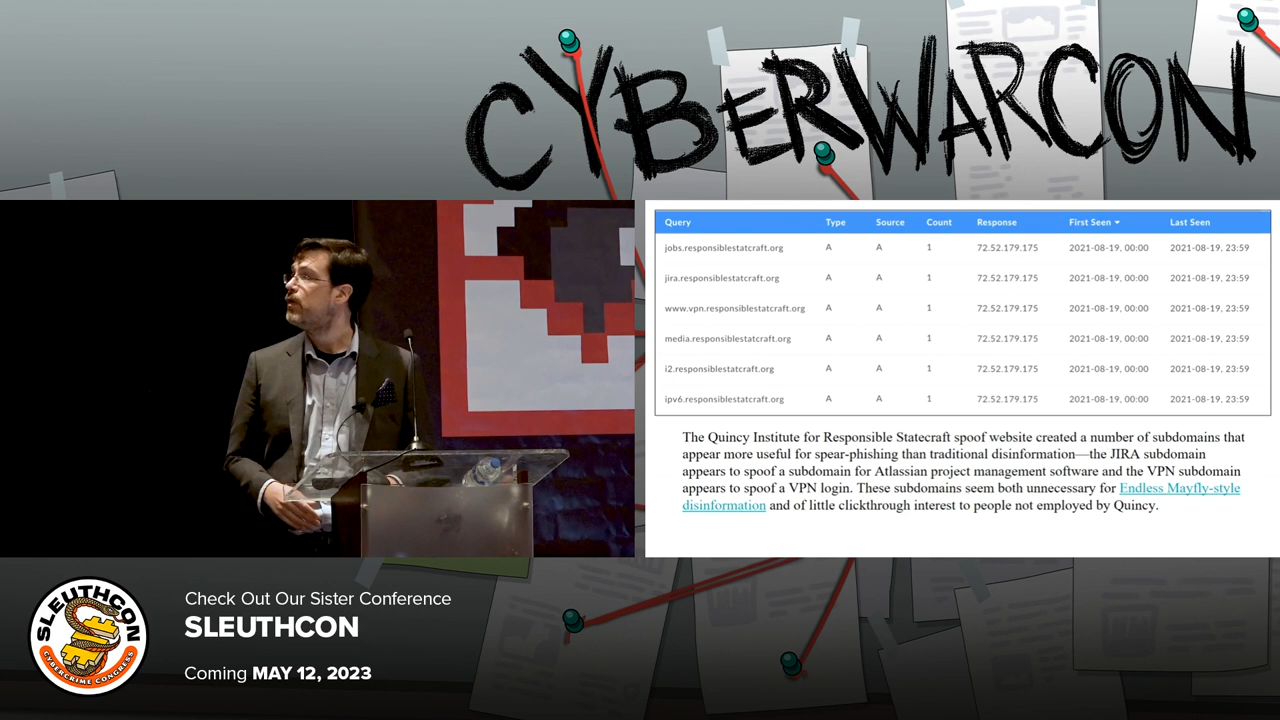 CYBERWARCON
Query Type Source Count Response First Seen Last Seen
jobs.responsiblestatcraft.org A A 1 72.52.179.175 2021-08-19, 00:00 2021-08-19, 23:59
jira.responsiblestatcraft.org A A 1 72.52.179.175 2021-08-19, 00:00 2021-08-19, 23:59
www.vpn.responsiblestatcraft.org A A 1 72.52.179.175 2021-08-19, 00:00 2021-08-19, 23:59
media.responsiblestatcraft.org A A 1 72.52.179.175 2021-08-19, 00:00 2021-08-19, 23:59
i2.responsiblestatcraft.org A A 1 72.52.179.175 2021-08-19, 00:00 2021-08-19, 23:59
ipv6.responsiblestatcraft.org A A 1 72.52.179.175 2021-08-19, 00:00 2021-08-19, 23:59
The Quincy Institute for Responsible Statecraft spoof website created a number of subdomains that
appear more useful for spear-phishing than traditional disinformation—the JIRA subdomain
appears to spoof a subdomain for Atlassian project management software and the VPN subdomain
appears to spoof a VPN login. These subdomains seem both unnecessary for Endless Mayfly-style
disinformation and of little clickthrough interest to people not employed by Quincy.
SLEUTHCON
CYBERCRIME CONGRESS
Check Out Our Sister Conference
SLEUTHCON
Coming MAY 12, 2023